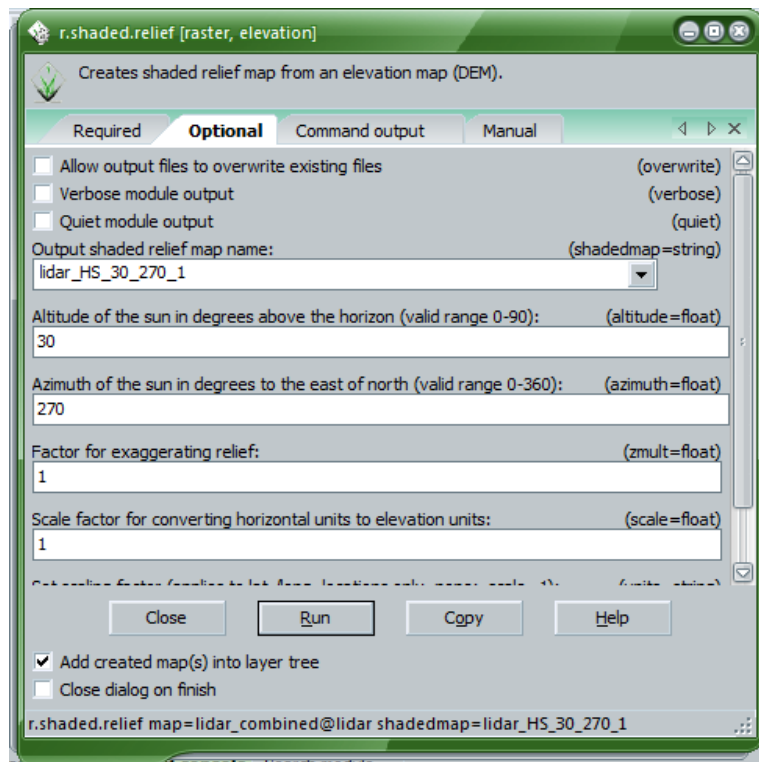 r.shaded.relief [raster, elevation]
Creates shaded relief map from an elevation map (DEM).
Required Optional Command output Manual
Allow output files to overwrite existing files (overwrite)
Verbose module output (verbose)
Quiet module output (quiet)
Output shaded relief map name: (shadedmap=string)
lidar_HS_30_270_1
Altitude of the sun in degrees above the horizon (valid range 0-90): (altitude=float)
30
Azimuth of the sun in degrees to the east of north (valid range 0-360): (azimuth=float)
270
Factor for exaggerating relief: (zmult=float)
1
Scale factor for converting horizontal units to elevation units: (scale=float)
1
Close Run Copy Help
Add created map(s) into layer tree
Close dialog on finish
r.shaded.relief map=lidar_combined@lidar shadedmap=lidar_HS_30_270_1